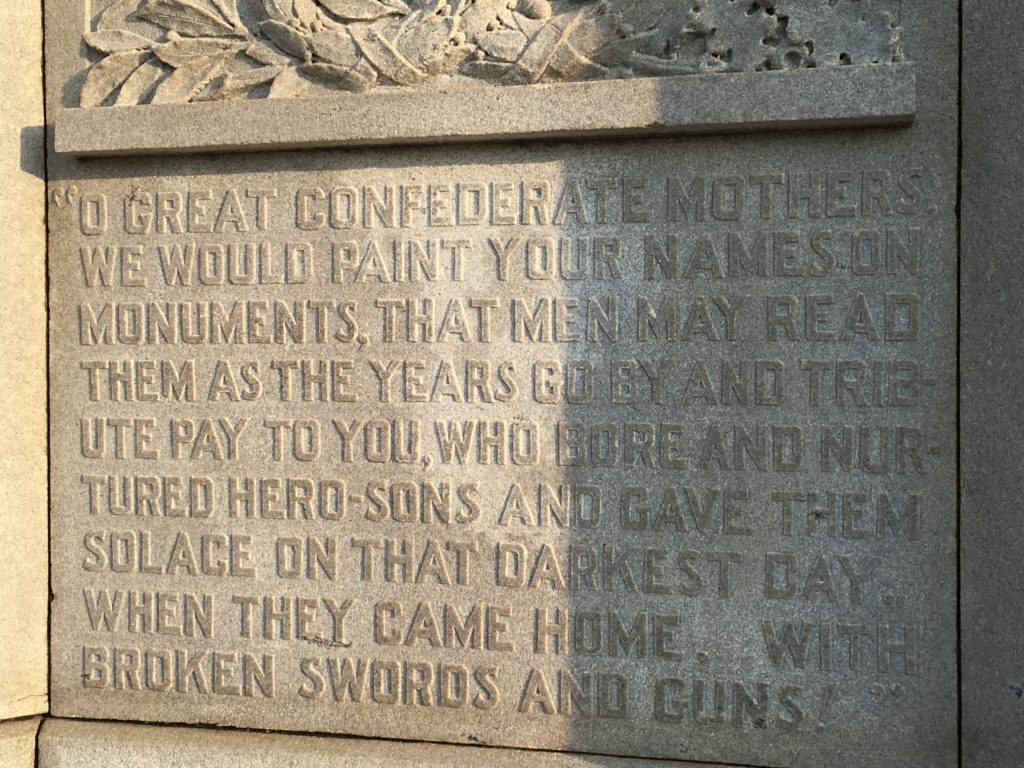 "O GREAT CONFEDERATE MOTHERS,
WE WOULD PAINT YOUR NAMES ON
MONUMENTS, THAT MEN MAY READ
THEM AS THE YEARS GO BY AND TRIB-
UTE PAY TO YOU, WHO BORE AND NUR-
TURED HERO-SONS AND GAVE THEM
SOLACE ON THAT DARKEST DAY,
WHEN THEY CAME HOME.. WITH
BROKEN SWORDS AND GUNS!"